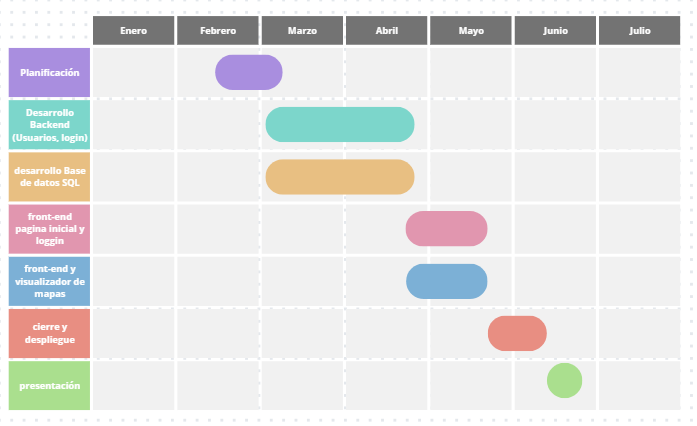 Enero
Febrero
Marzo
Abril
Mayo
Junio
Julio
Planificación
Desarrollo
Backend
(Usuarios, login)
desarrollo Base
de datos SQL
front-end
pagina inicial y
loggin
front-end y
visualizador de
mapas
cierre y
despliegue
presentación